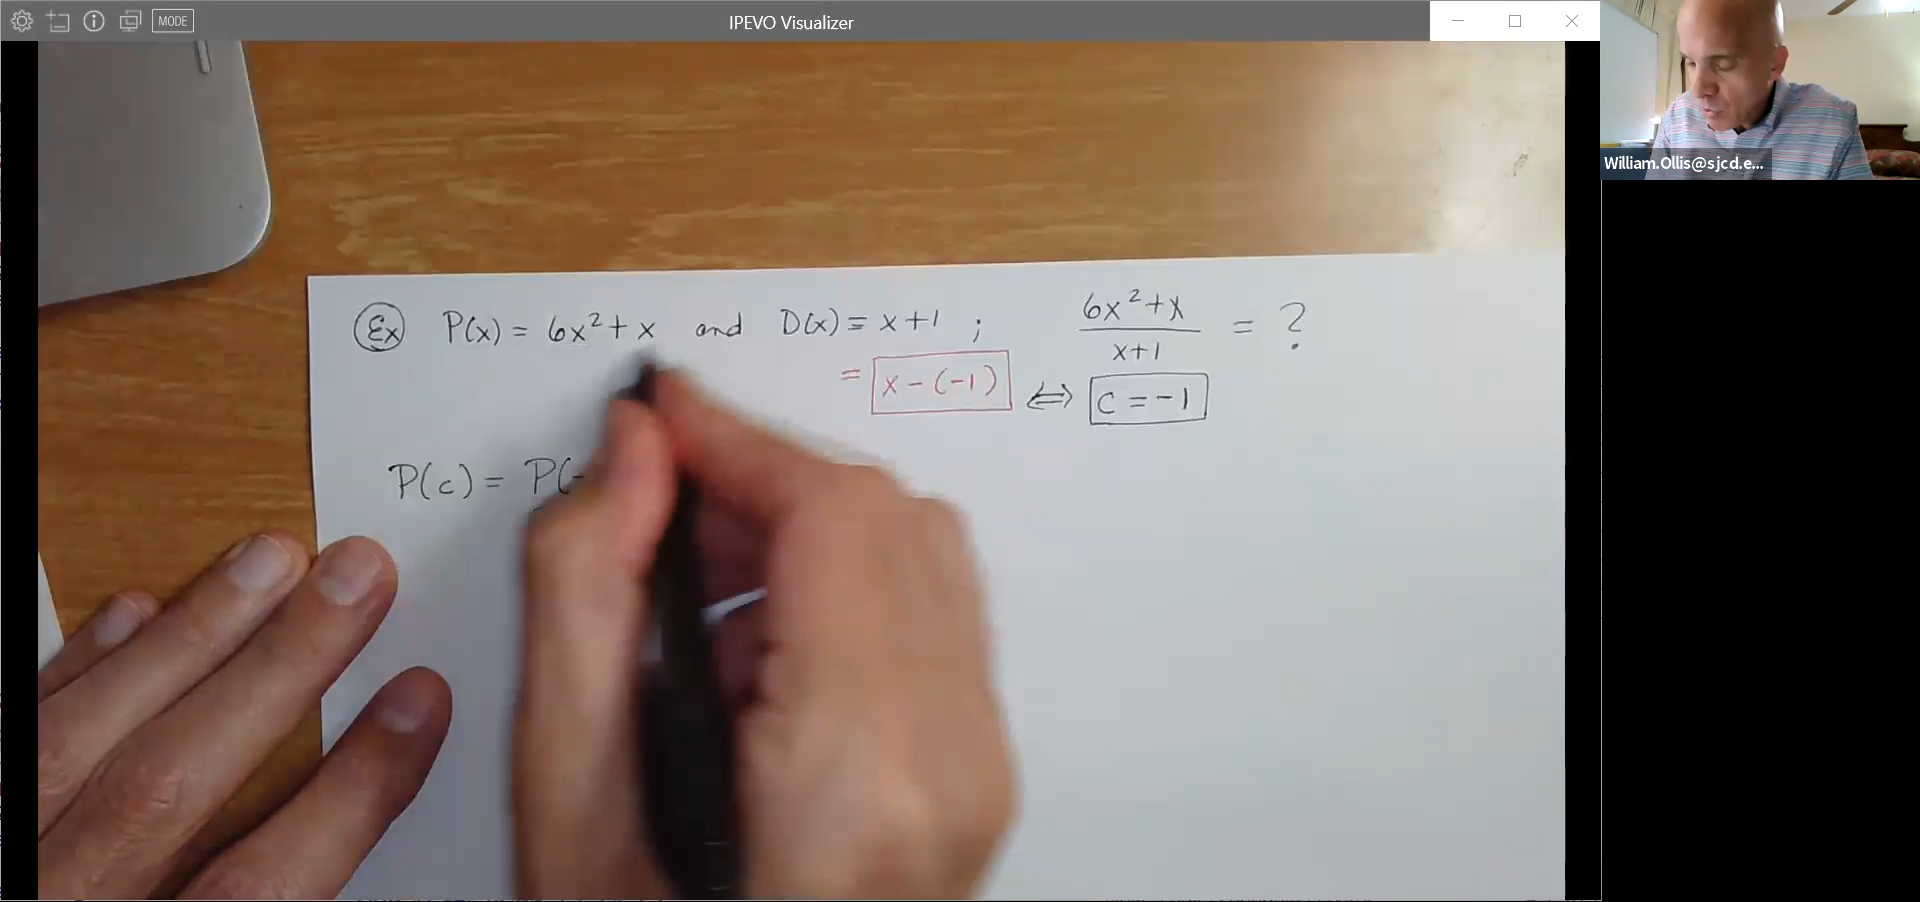 MODE
IPEVO Visualizer
William.Ollis@sjcd.e...
Ex P(x) = 6x² + x and D(x) = x+1 ; 6x²+x / x+1 = ?
= x - (-1) ⇔ c = -1
P(c) = P(-